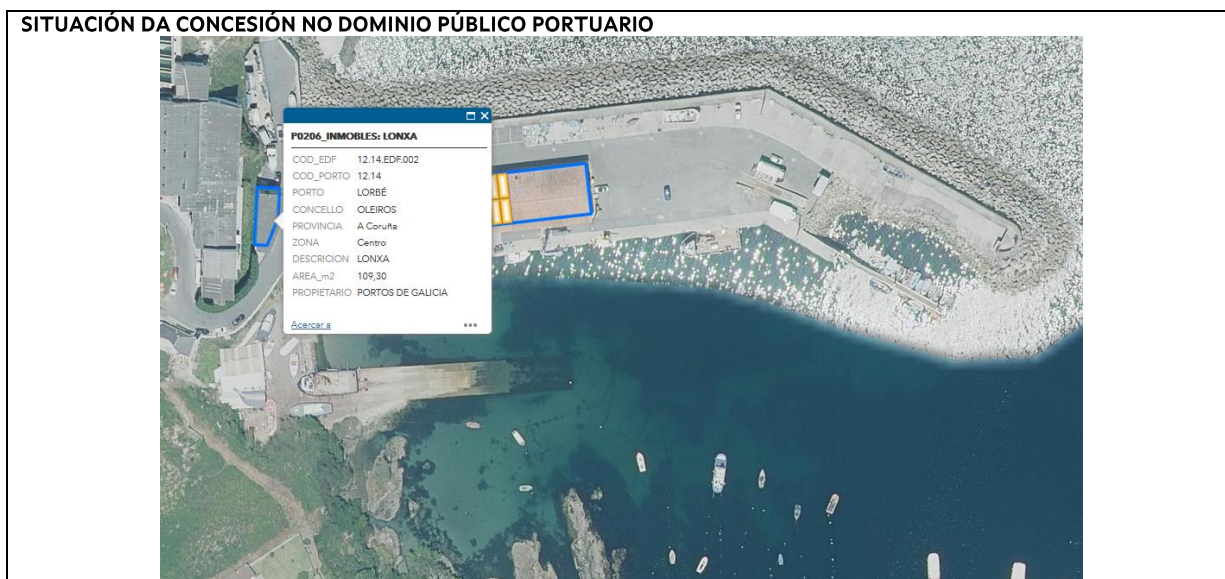 SITUACIÓN DA CONCESIÓN NO DOMINIO PÚBLICO PORTUARIO
P0206_INMOBLES: LONXA
COD_EDF 12.14.EDF.002
COD_PORTO 12.14
PORTO LORBÉ
CONCELLO OLEIROS
PROVINCIA A Coruña
ZONA Centro
DESCRICION LONXA
AREA_m2 109,30
PROPIETARIO PORTOS DE GALICIA
Acercar a